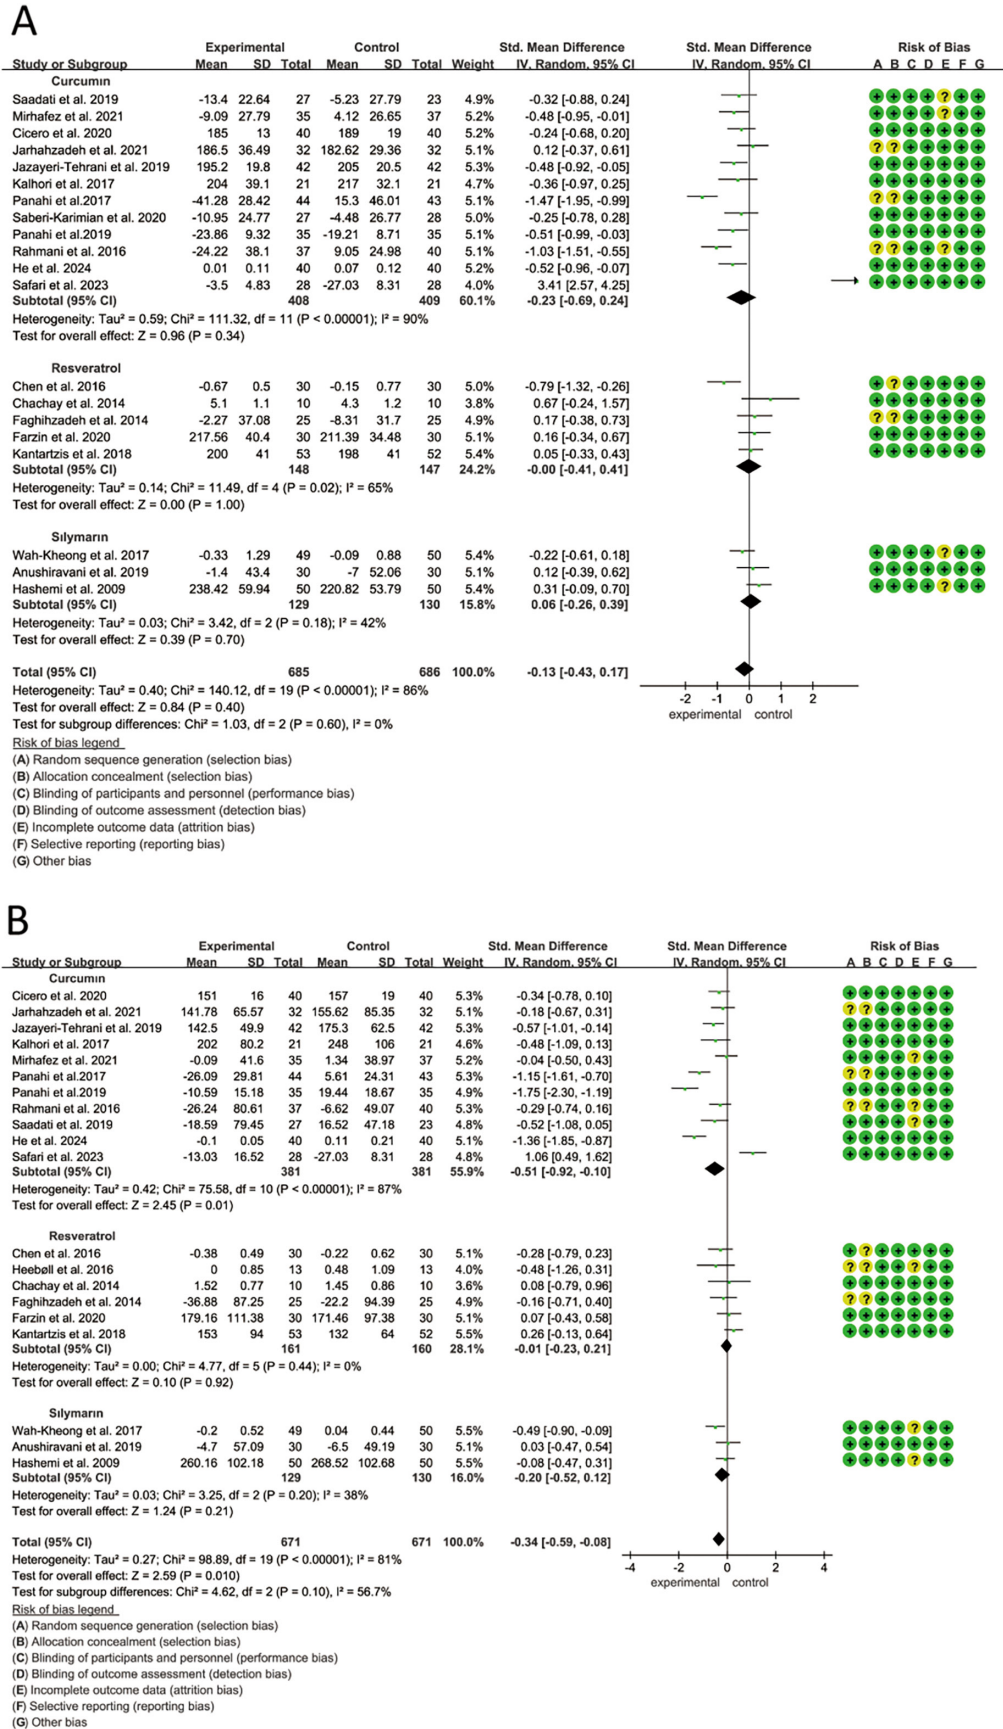 A
Experimental Control Std. Mean Difference Std. Mean Difference Risk of Bias
Study or Subgroup Mean SD Total Mean SD Total Weight IV. Random. 95% CI IV. Random. 95% CI A B C D E F G
Curcumin
Saadati et al. 2019 -13.4 22.64 27 -5.23 27.79 23 4.9% -0.32 [-0.88, 0.24] + + + + ? + +
Mirhafez et al. 2021 -9.09 27.79 35 4.12 26.65 37 5.2% -0.48 [-0.95, -0.01] + + + + ? + +
Cicero et al. 2020 185 13 40 189 19 40 5.2% -0.24 [-0.68, 0.20] + + + + + + +
Jarhahzadeh et al. 2021 186.5 36.49 32 182.62 29.36 32 5.2% 0.12 [-0.37, 0.61] ? ? + + + + +
Jazayeri-Tehrani et al. 2019 195.2 19.8 42 205 20.5 42 5.2% -0.48 [-0.92, -0.05] + + + + + + +
Kalhori et al. 2017 204 39.1 21 217 32.1 21 4.7% -0.36 [-0.97, 0.25] + + + + + + +
Panahi et al.2017 -41.28 28.42 44 15.3 46.01 43 5.2% -1.47 [-1.95, -0.99] ? ? + + + + +
Saberi-Karimian et al. 2020 -10.95 24.77 27 -4.48 26.77 28 5.0% -0.25 [-0.78, 0.28] + + + + + + +
Panahi et al.2019 -23.86 9.32 35 -19.21 8.71 35 5.1% -0.51 [-0.99, -0.03] + + + + + + +
Rahmani et al. 2016 -24.22 38.1 37 9.05 24.98 40 5.1% -1.03 [-1.51, -0.55] ? ? + + ? + +
He et al. 2024 0.01 0.11 40 0.07 0.12 40 5.2% -0.52 [-0.96, -0.07] + + + + + + +
Safari et al. 2023 -3.5 4.83 28 -27.03 8.31 28 4.0% 3.41 [2.57, 4.25] + + + + + + +
Subtotal (95% CI) 408 409 60.1% -0.23 [-0.69, 0.24]
Heterogeneity: Tau² = 0.59; Chi² = 111.32, df = 11 (P < 0.00001); I² = 90%
Test for overall effect: Z = 0.96 (P = 0.34)
Resveratrol
Chen et al. 2016 -0.67 0.5 30 -0.15 0.77 30 5.0% -0.79 [-1.32, -0.26] + ? + + + + +
Chachay et al. 2014 5.1 1.1 10 4.3 1.2 10 3.8% 0.67 [-0.24, 1.57] + + + + + + +
Faghihzadeh et al. 2014 -2.27 37.08 25 -8.31 31.7 25 4.9% 0.17 [-0.38, 0.73] ? ? + + + + +
Farzin et al. 2020 217.56 40.4 30 211.39 34.48 30 5.1% 0.16 [-0.34, 0.67] + + + + + + +
Kantartzis et al. 2018 200 41 53 198 41 52 5.4% 0.05 [-0.33, 0.43] + + + + + + +
Subtotal (95% CI) 148 147 24.2% -0.00 [-0.41, 0.41]
Heterogeneity: Tau² = 0.14; Chi² = 11.49, df = 4 (P = 0.02); I² = 65%
Test for overall effect: Z = 0.00 (P = 1.00)
Sılymarın
Wah-Kheong et al. 2017 -0.33 1.29 49 -0.09 0.88 50 5.4% -0.22 [-0.61, 0.18] + + + + ? + +
Anushiravani et al. 2019 -1.4 43.4 30 -7 52.06 30 5.1% 0.12 [-0.39, 0.62] + + + + + + +
Hashemi et al. 2009 238.42 59.94 50 220.82 53.79 50 5.4% 0.31 [-0.09, 0.70] + + + + ? + +
Subtotal (95% CI) 129 130 15.8% 0.06 [-0.26, 0.39]
Heterogeneity: Tau² = 0.03; Chi² = 3.42, df = 2 (P = 0.18); I² = 42%
Test for overall effect: Z = 0.39 (P = 0.70)
Total (95% CI) 685 686 100.0% -0.13 [-0.43, 0.17]
Heterogeneity: Tau² = 0.40; Chi² = 140.12, df = 19 (P < 0.00001); I² = 86%
Test for overall effect: Z = 0.84 (P = 0.40)
Test for subgroup differences: Chi² = 1.03, df = 2 (P = 0.60), I² = 0%
-2 -1 0 1 2
experimental control
Risk of bias legend
(A) Random sequence generation (selection bias)
(B) Allocation concealment (selection bias)
(C) Blinding of participants and personnel (performance bias)
(D) Blinding of outcome assessment (detection bias)
(E) Incomplete outcome data (attrition bias)
(F) Selective reporting (reporting bias)
(G) Other bias
B
Experimental Control Std. Mean Difference Std. Mean Difference Risk of Bias
Study or Subgroup Mean SD Total Mean SD Total Weight IV. Random. 95% CI IV. Random. 95% CI A B C D E F G
Curcumin
Cicero et al. 2020 151 16 40 157 19 40 5.3% -0.34 [-0.78, 0.10] + + + + + + +
Jarhahzadeh et al. 2021 141.78 65.57 32 155.62 85.35 32 5.1% -0.18 [-0.67, 0.31] ? ? + + + + +
Jazayeri-Tehrani et al. 2019 142.5 49.9 42 175.3 62.5 42 5.3% -0.57 [-1.01, -0.14] + + + + + + +
Kalhori et al. 2017 202 80.2 21 248 106 21 4.6% -0.48 [-1.09, 0.13] + + + + + + +
Mirhafez et al. 2021 -0.09 41.6 35 1.34 38.97 37 5.2% -0.04 [-0.50, 0.43] + + + + ? + +
Panahi et al.2017 -26.09 29.81 44 5.61 24.31 43 5.3% -1.15 [-1.61, -0.70] ? ? + + + + +
Panahi et al.2019 -10.59 15.18 35 19.44 18.67 35 4.9% -1.75 [-2.30, -1.19] + + + + + + +
Rahmani et al. 2016 -26.24 80.61 37 -6.62 49.07 40 5.3% -0.29 [-0.74, 0.16] ? ? + + ? + +
Saadati et al. 2019 -18.59 79.45 27 16.52 47.18 23 4.8% -0.52 [-1.08, 0.05] + + + + ? + +
He et al. 2024 -0.1 0.05 40 0.11 0.21 40 5.2% -1.36 [-1.85, -0.87] + + + + + + +
Safari et al. 2023 -13.03 16.52 28 -27.03 8.31 28 4.8% 1.06 [0.49, 1.62] + + + + + + +
Subtotal (95% CI) 381 381 55.9% -0.51 [-0.92, -0.10]
Heterogeneity: Tau² = 0.42; Chi² = 75.58, df = 10 (P < 0.00001); I² = 87%
Test for overall effect: Z = 2.45 (P = 0.01)
Resveratrol
Chen et al. 2016 -0.38 0.49 30 -0.22 0.62 30 5.1% -0.28 [-0.79, 0.23] + ? + + + + +
Heebøll et al. 2016 0 0.85 13 0.48 1.09 13 4.0% -0.48 [-1.26, 0.31] ? ? + + ? + +
Chachay et al. 2014 1.52 0.77 10 1.45 0.86 10 3.6% 0.08 [-0.79, 0.96] + + + + + + +
Faghihzadeh et al. 2014 -36.88 87.25 25 -22.2 94.39 25 4.9% -0.16 [-0.71, 0.40] ? ? + + + + +
Farzin et al. 2020 179.16 111.38 30 171.46 97.38 30 5.1% 0.07 [-0.43, 0.58] + + + + + + +
Kantartzis et al. 2018 153 94 53 132 64 52 5.5% 0.26 [-0.13, 0.64] + + + + + + +
Subtotal (95% CI) 161 160 28.1% -0.01 [-0.23, 0.21]
Heterogeneity: Tau² = 0.00; Chi² = 4.77, df = 5 (P = 0.44); I² = 0%
Test for overall effect: Z = 0.10 (P = 0.92)
Sılymarın
Wah-Kheong et al. 2017 -0.2 0.52 49 0.04 0.44 50 5.5% -0.49 [-0.90, -0.09] + + + + ? + +
Anushiravani et al. 2019 -4.7 57.09 30 -6.5 49.19 30 5.1% 0.03 [-0.47, 0.54] + + + + + + +
Hashemi et al. 2009 260.16 102.18 50 268.52 102.68 50 5.5% -0.08 [-0.47, 0.31] + + + + ? + +
Subtotal (95% CI) 129 130 16.0% -0.20 [-0.52, 0.12]
Heterogeneity: Tau² = 0.03; Chi² = 3.25, df = 2 (P = 0.20); I² = 38%
Test for overall effect: Z = 1.24 (P = 0.21)
Total (95% CI) 671 671 100.0% -0.34 [-0.59, -0.08]
Heterogeneity: Tau² = 0.27; Chi² = 98.89, df = 19 (P < 0.00001); I² = 81%
Test for overall effect: Z = 2.59 (P = 0.010)
Test for subgroup differences: Chi² = 4.62, df = 2 (P = 0.10), I² = 56.7%
-4 -2 0 2 4
experimental control
Risk of bias legend
(A) Random sequence generation (selection bias)
(B) Allocation concealment (selection bias)
(C) Blinding of participants and personnel (performance bias)
(D) Blinding of outcome assessment (detection bias)
(E) Incomplete outcome data (attrition bias)
(F) Selective reporting (reporting bias)
(G) Other bias